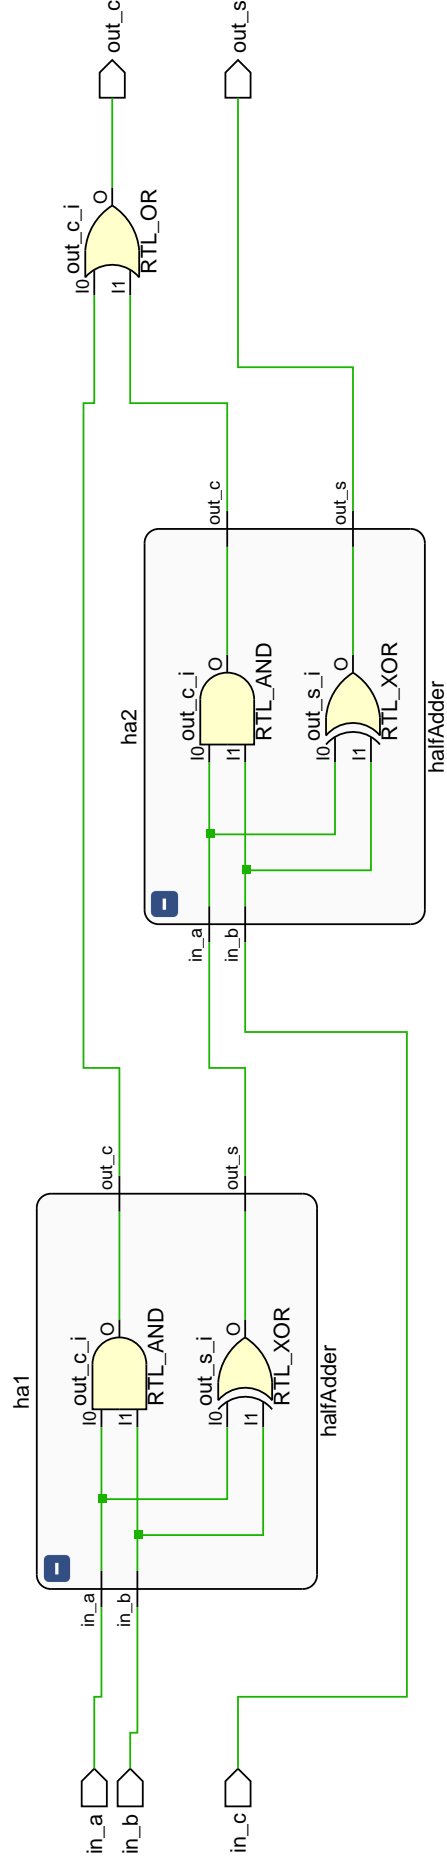 in_a
in_b
in_c
ha1
in_a
in_b
I0
I1
out_c_i
O
RTL_AND
I0
I1
out_s_i
O
RTL_XOR
out_c
out_s
halfAdder
ha2
in_a
in_b
I0
I1
out_c_i
O
RTL_AND
I0
I1
out_s_i
O
RTL_XOR
out_c
out_s
halfAdder
out_c_i
I0
I1
O
RTL_OR
out_c
out_s